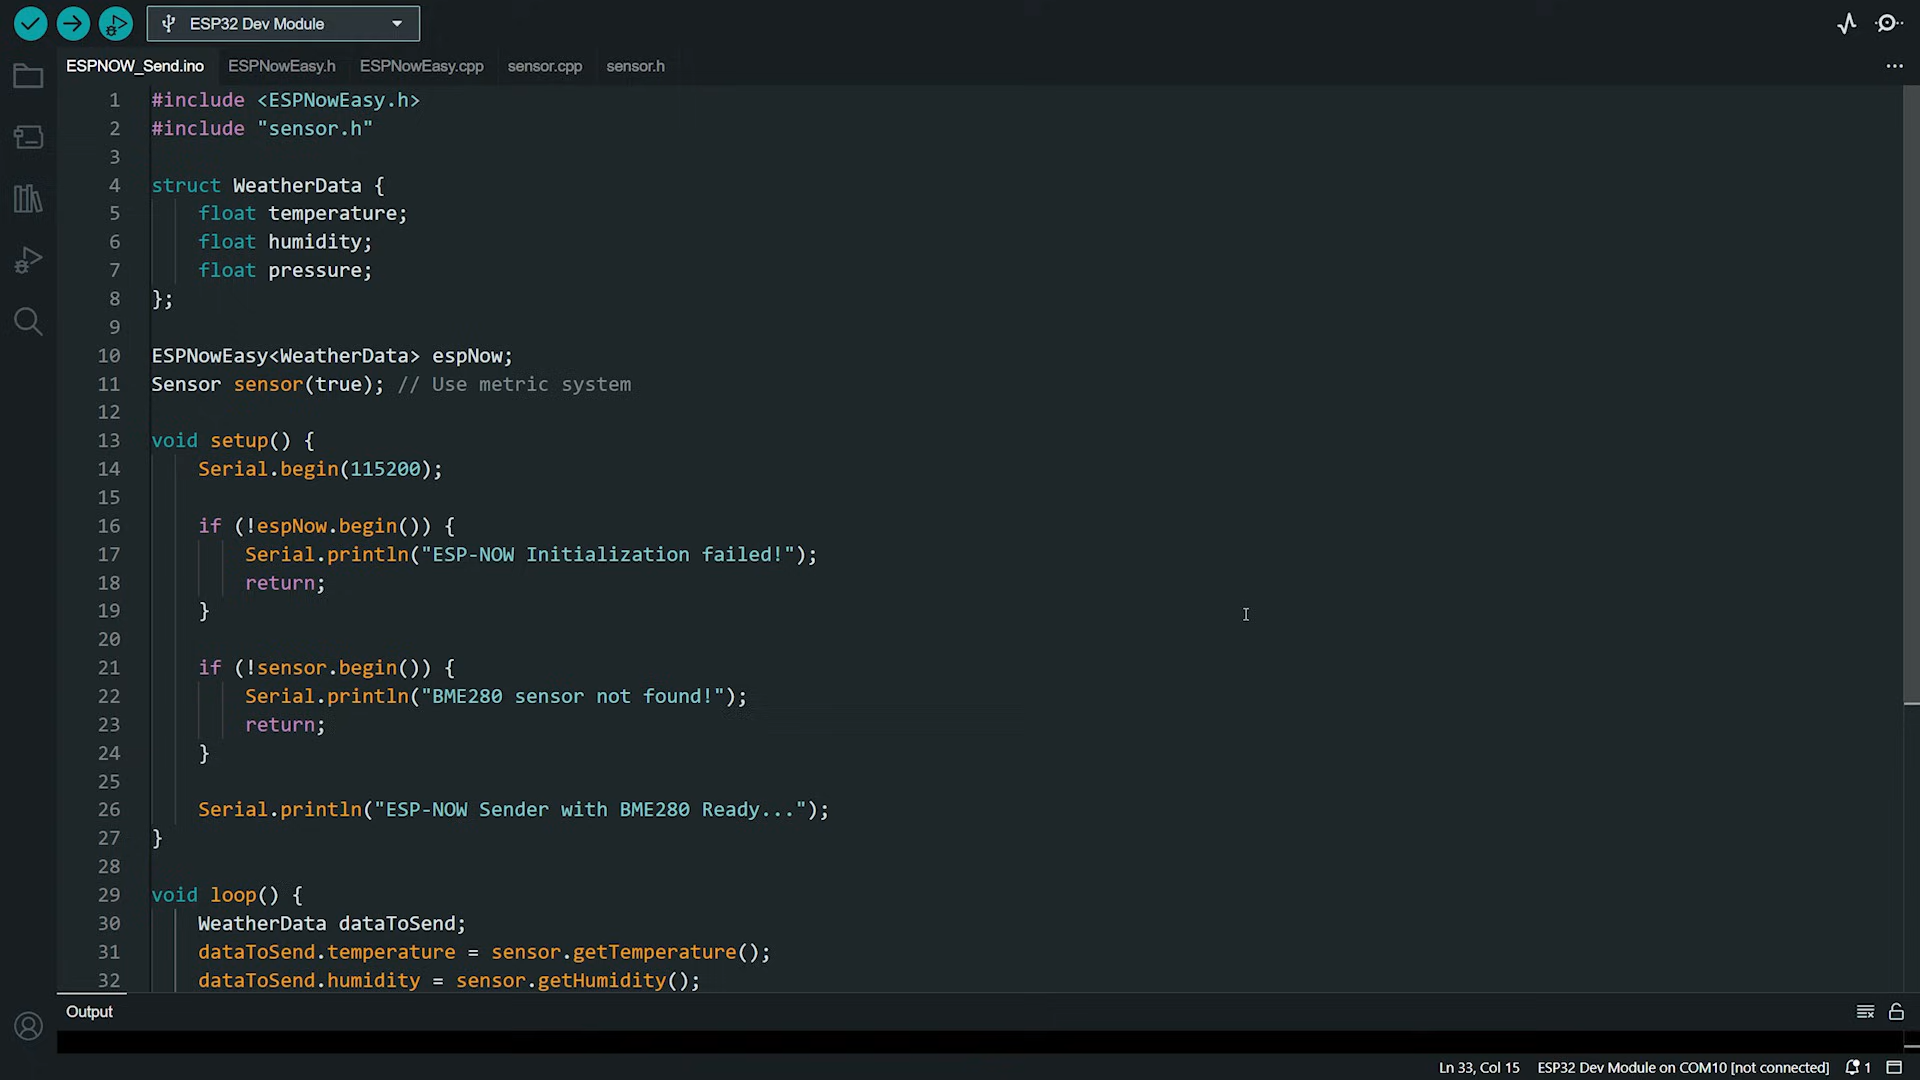 ESP32 Dev Module
ESPNOW_Send.ino ESPNowEasy.h ESPNowEasy.cpp sensor.cpp sensor.h
1 #include <ESPNowEasy.h>
2 #include "sensor.h"
3
4 struct WeatherData {
5 float temperature;
6 float humidity;
7 float pressure;
8 };
9
10 ESPNowEasy<WeatherData> espNow;
11 Sensor sensor(true); // Use metric system
12
13 void setup() {
14 Serial.begin(115200);
15
16 if (!espNow.begin()) {
17 Serial.println("ESP-NOW Initialization failed!");
18 return;
19 }
20
21 if (!sensor.begin()) {
22 Serial.println("BME280 sensor not found!");
23 return;
24 }
25
26 Serial.println("ESP-NOW Sender with BME280 Ready...");
27 }
28
29 void loop() {
30 WeatherData dataToSend;
31 dataToSend.temperature = sensor.getTemperature();
32 dataToSend.humidity = sensor.getHumidity();
Output
Ln 33, Col 15 ESP32 Dev Module on COM10 [not connected] 1